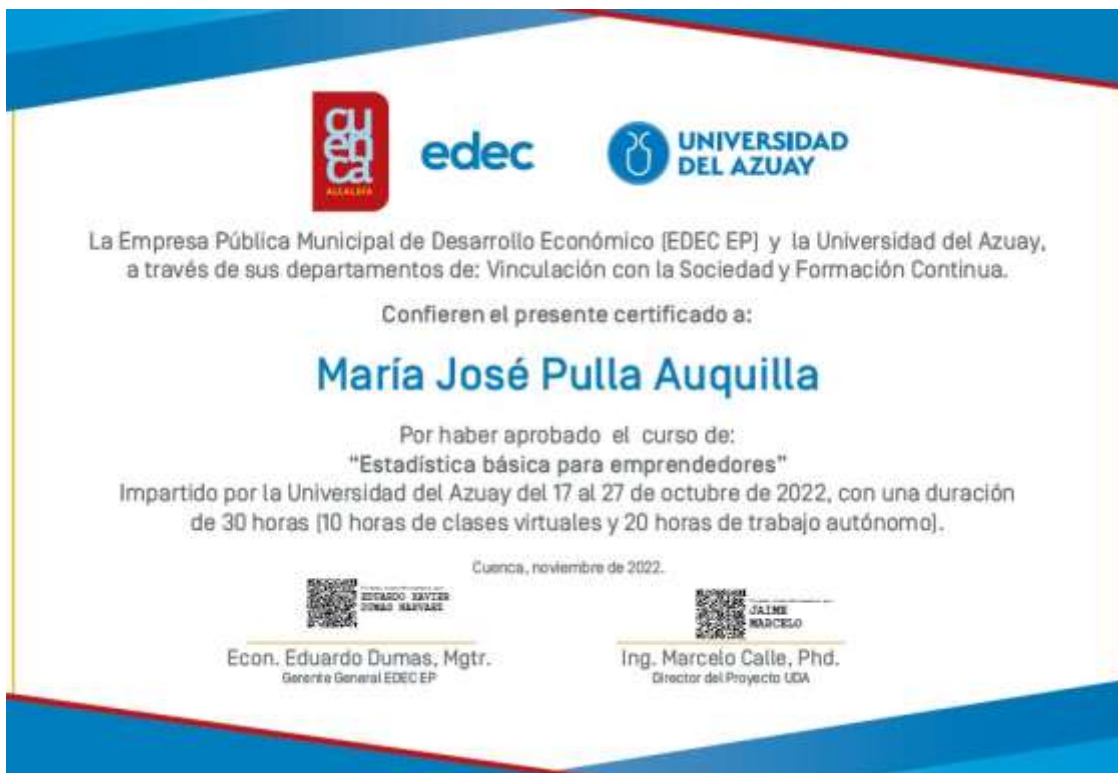 cuenca
ALCALDÍA
edec
UNIVERSIDAD
DEL AZUAY
La Empresa Pública Municipal de Desarrollo Económico (EDEC EP) y la Universidad del Azuay,
a través de sus departamentos de: Vinculación con la Sociedad y Formación Continua.
Confieren el presente certificado a:
María José Pulla Auquilla
Por haber aprobado el curso de:
"Estadística básica para emprendedores"
Impartido por la Universidad del Azuay del 17 al 27 de octubre de 2022, con una duración
de 30 horas (10 horas de clases virtuales y 20 horas de trabajo autónomo).
Cuenca, noviembre de 2022.
EDUARDO XAVIER
DUMAS
JAIME
MARCELO
Econ. Eduardo Dumas, Mgtr.
Gerente General EDEC EP
Ing. Marcelo Calle, Phd.
Director del Proyecto UDA